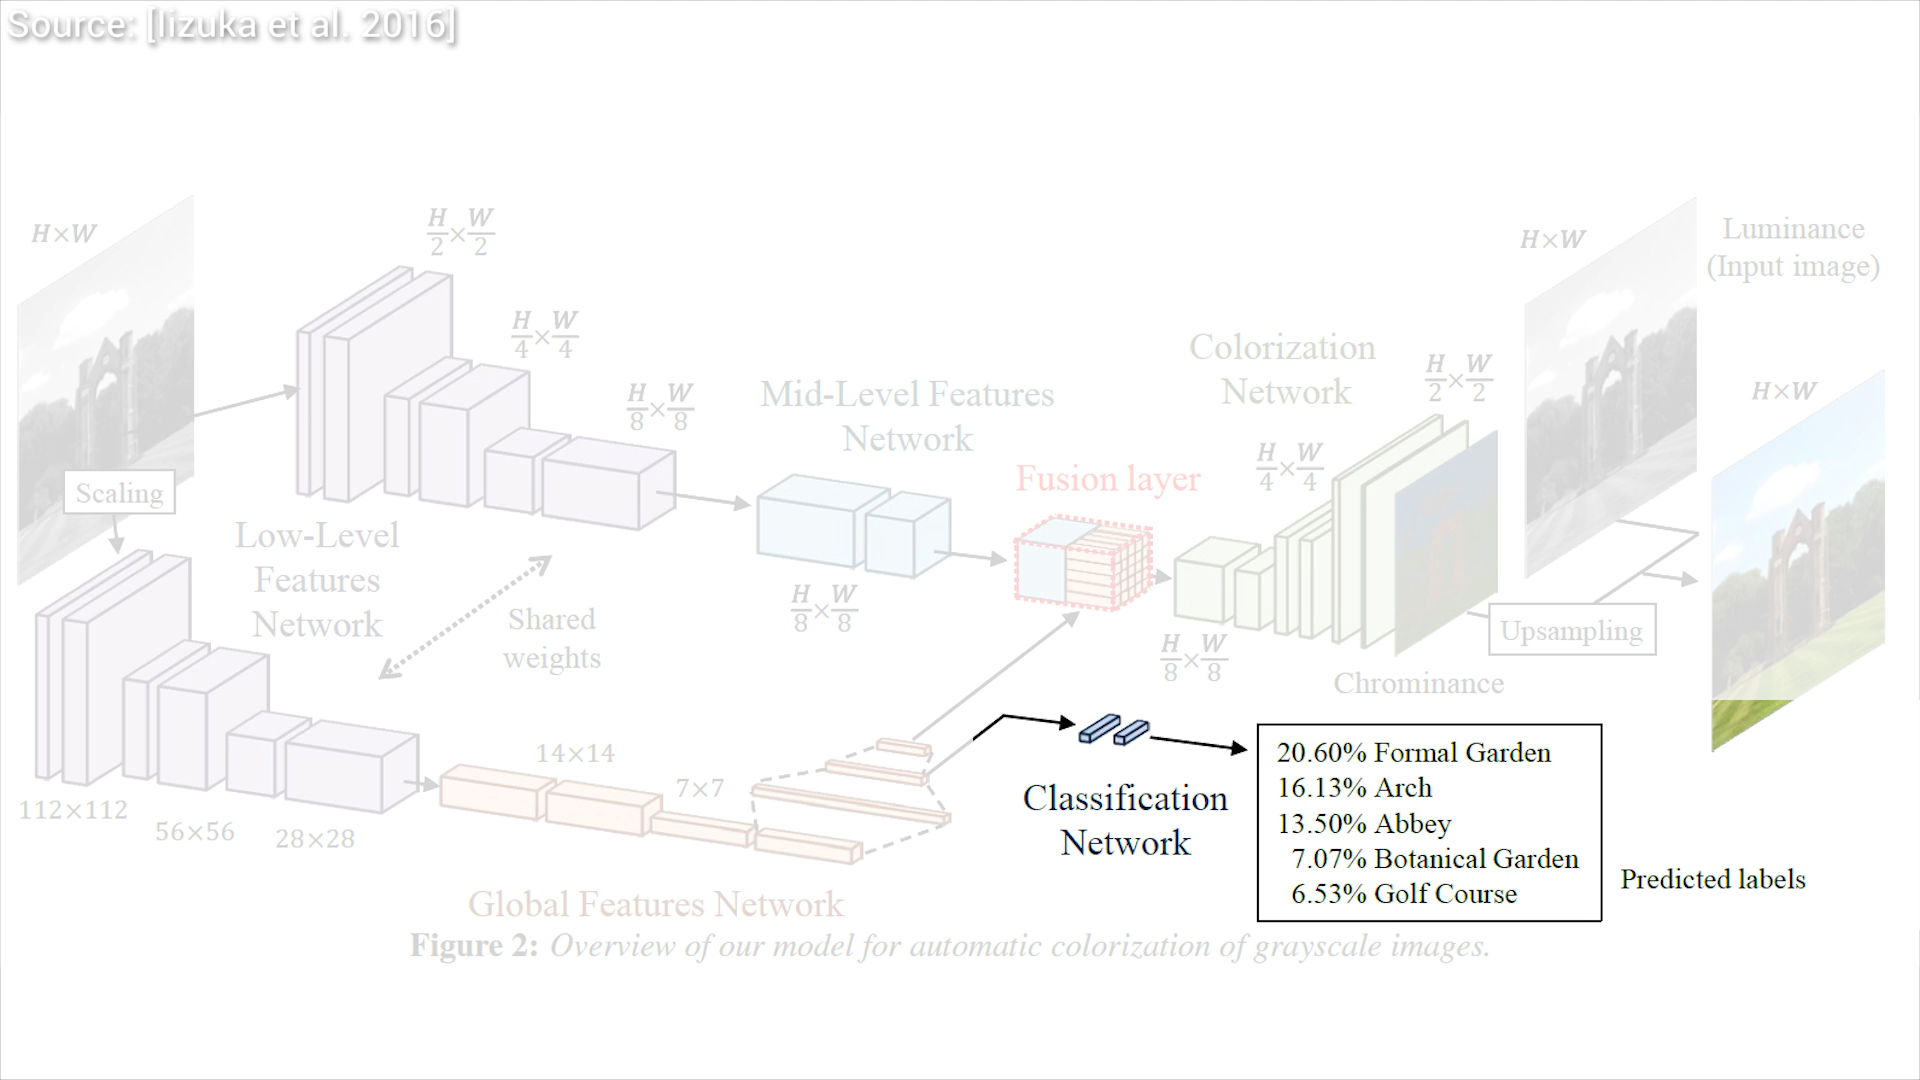 Source: [Iizuka et al. 2016]
H×W
H/2 × W/2
H/4 × W/4
H/8 × W/8
Scaling
Low-Level
Features
Network
Shared
weights
112×112
56×56
28×28
Mid-Level Features
Network
H/8 × W/8
Fusion layer
14×14
7×7
Global Features Network
Colorization
Network
H/8 × W/8
H/4 × W/4
H/2 × W/2
Chrominance
H×W
Luminance
(Input image)
H×W
Upsampling
Classification
Network
20.60% Formal Garden
16.13% Arch
13.50% Abbey
7.07% Botanical Garden
6.53% Golf Course
Predicted labels
Figure 2: Overview of our model for automatic colorization of grayscale images.